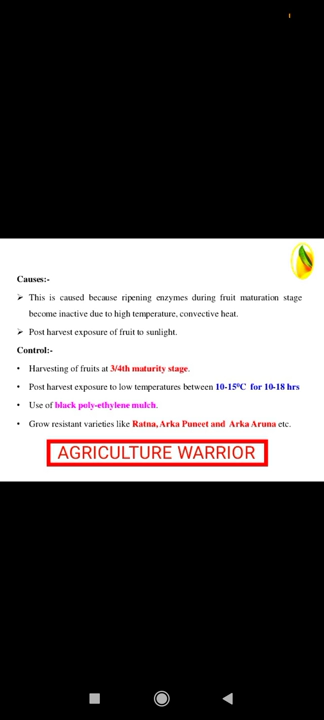 Causes:-
➢ This is caused because ripening enzymes during fruit maturation stage
become inactive due to high temperature, convective heat.
➢ Post harvest exposure of fruit to sunlight.
Control:-
• Harvesting of fruits at 3/4th maturity stage.
• Post harvest exposure to low temperatures between 10-15⁰C for 10-18 hrs
• Use of black poly-ethylene mulch.
• Grow resistant varieties like Ratna, Arka Puneet and Arka Aruna etc.
AGRICULTURE WARRIOR